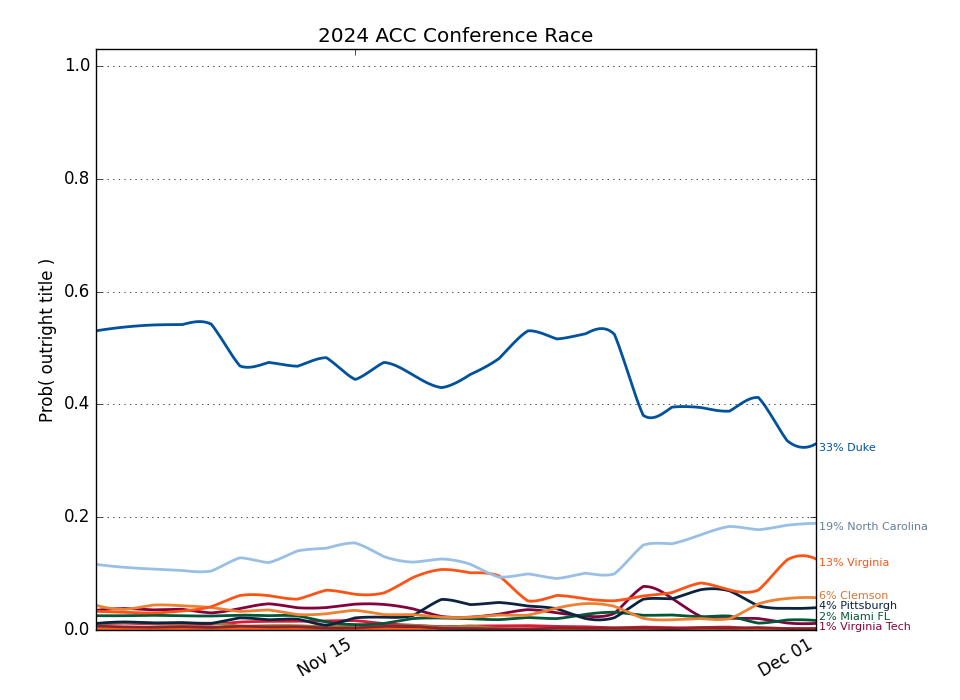 2024 ACC Conference Race
Prob( outright title )
1.0
0.8
0.6
0.4
0.2
0.0
Nov 15
Dec 01
33% Duke
19% North Carolina
13% Virginia
6% Clemson
4% Pittsburgh
2% Miami FL
1% Virginia Tech